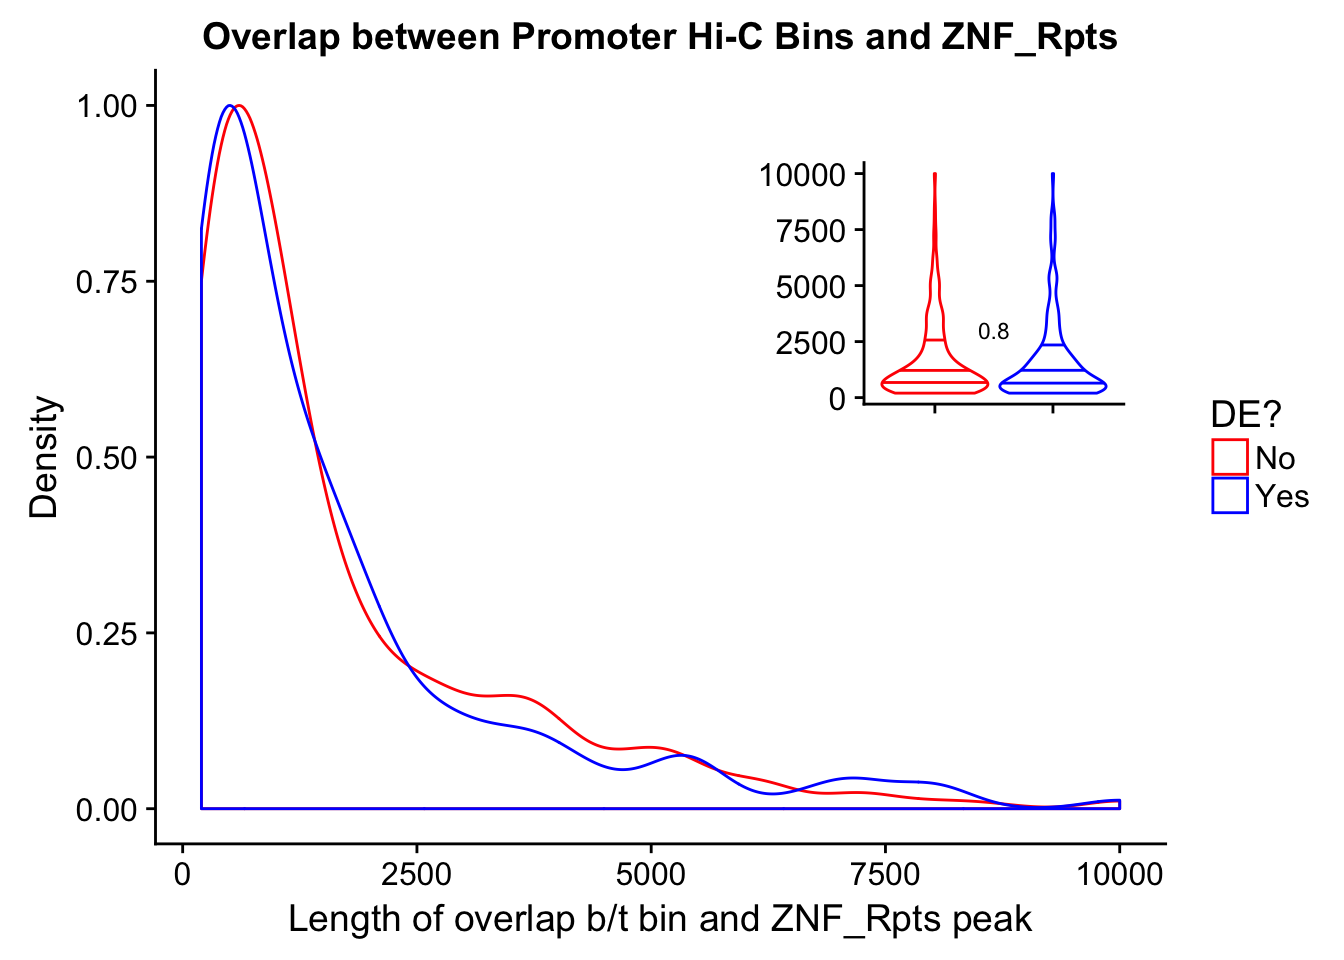 Overlap between Promoter Hi-C Bins and ZNF_Rpts
1.00
0.75
0.50
0.25
0.00
Density
10000
7500
5000
2500
0
0.8
DE?
No
Yes
0 2500 5000 7500 10000
Length of overlap b/t bin and ZNF_Rpts peak